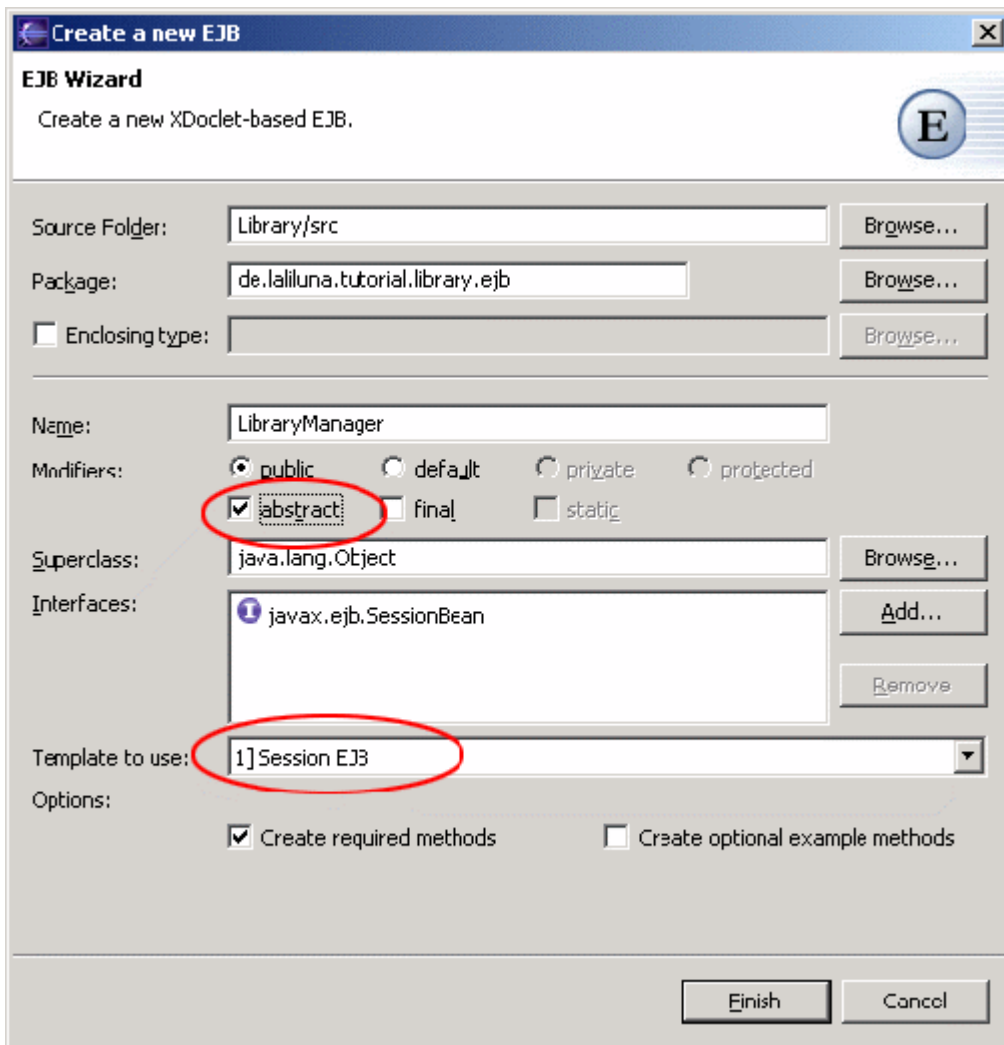 Create a new EJB
EJB Wizard
Create a new XDoclet-based EJB.
E
Source Folder: Library/src Browse...
Package: de.laliluna.tutorial.library.ejb Browse...
Enclosing type: Browse...
Name: LibraryManager
Modifiers: public default private protected
abstract final static
Superclass: java.lang.Object Browse...
Interfaces: I javax.ejb.SessionBean Add...
Remove
Template to use: 1] Session EJB
Options:
Create required methods Create optional example methods
Finish Cancel